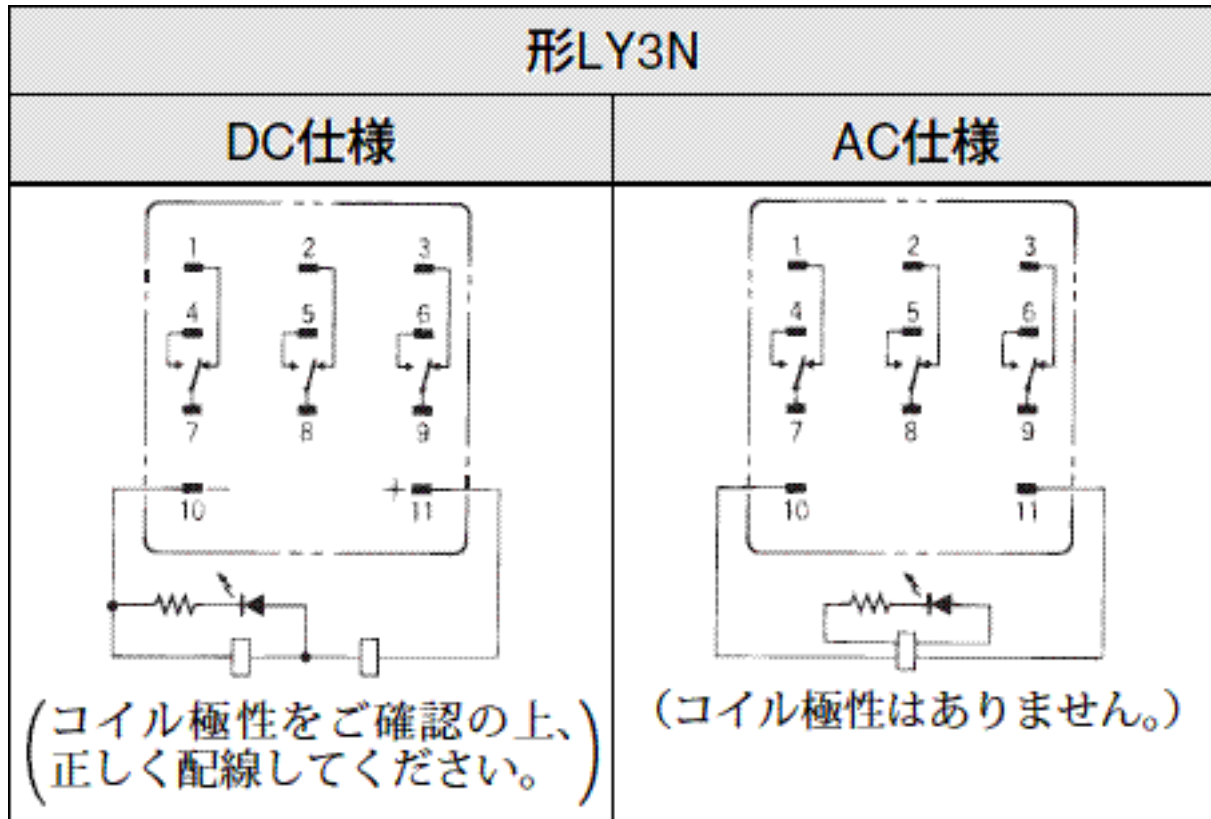 形LY3N
DC仕様
AC仕様
1 2 3
4 5 6
7 8 9
− +
10 11
(コイル極性をご確認の上、
正しく配線してください。)
1 2 3
4 5 6
7 8 9
10 11
(コイル極性はありません。)